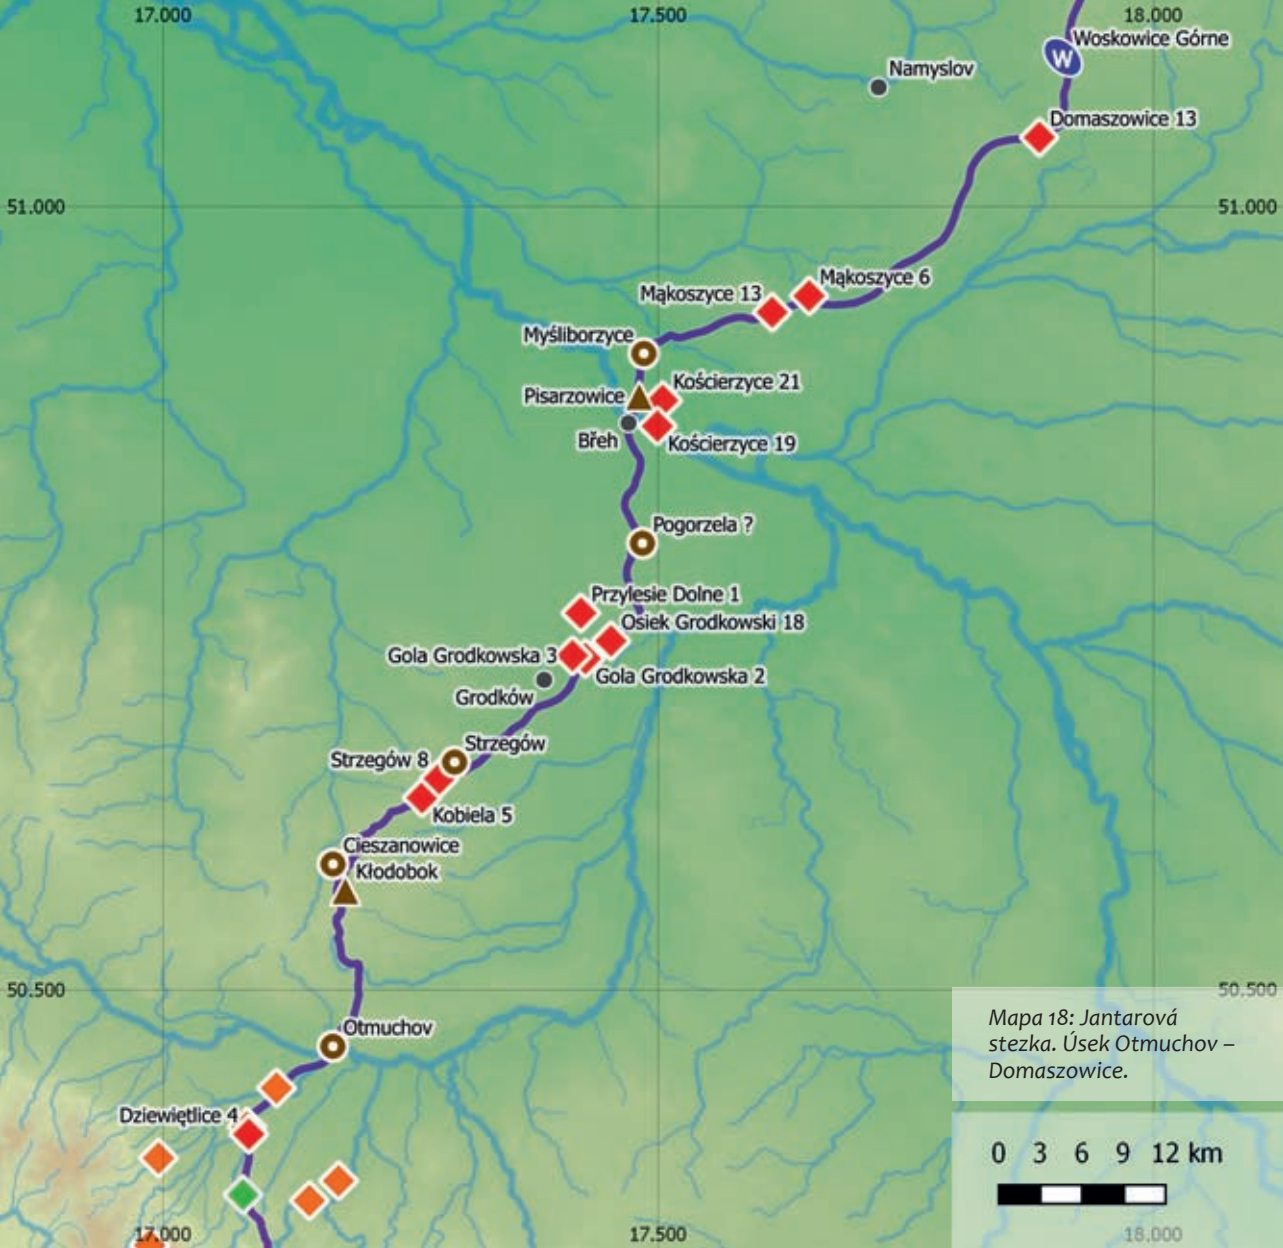 17.000 17.500 18.000
Woskowice Górne
W
Namyslov
Domaszowice 13
51.000 51.000
Mąkoszyce 6
Mąkoszyce 13
Myśliborzyce
Kościerzyce 21
Pisarzowice
Břeh
Kościerzyce 19
Pogorzela ?
Przylesie Dolne 1
Osiek Grodkowski 18
Gola Grodkowska 3
Gola Grodkowska 2
Grodków
Strzegów
Strzegów 8
Kobiela 5
Cieszanowice
Kłodobok
50.500 50.500
Otmuchov
Mapa 18: Jantarová
stezka. Úsek Otmuchov –
Domaszowice.
Dziewiętlice 4
0 3 6 9 12 km
17.000 17.500 18.000